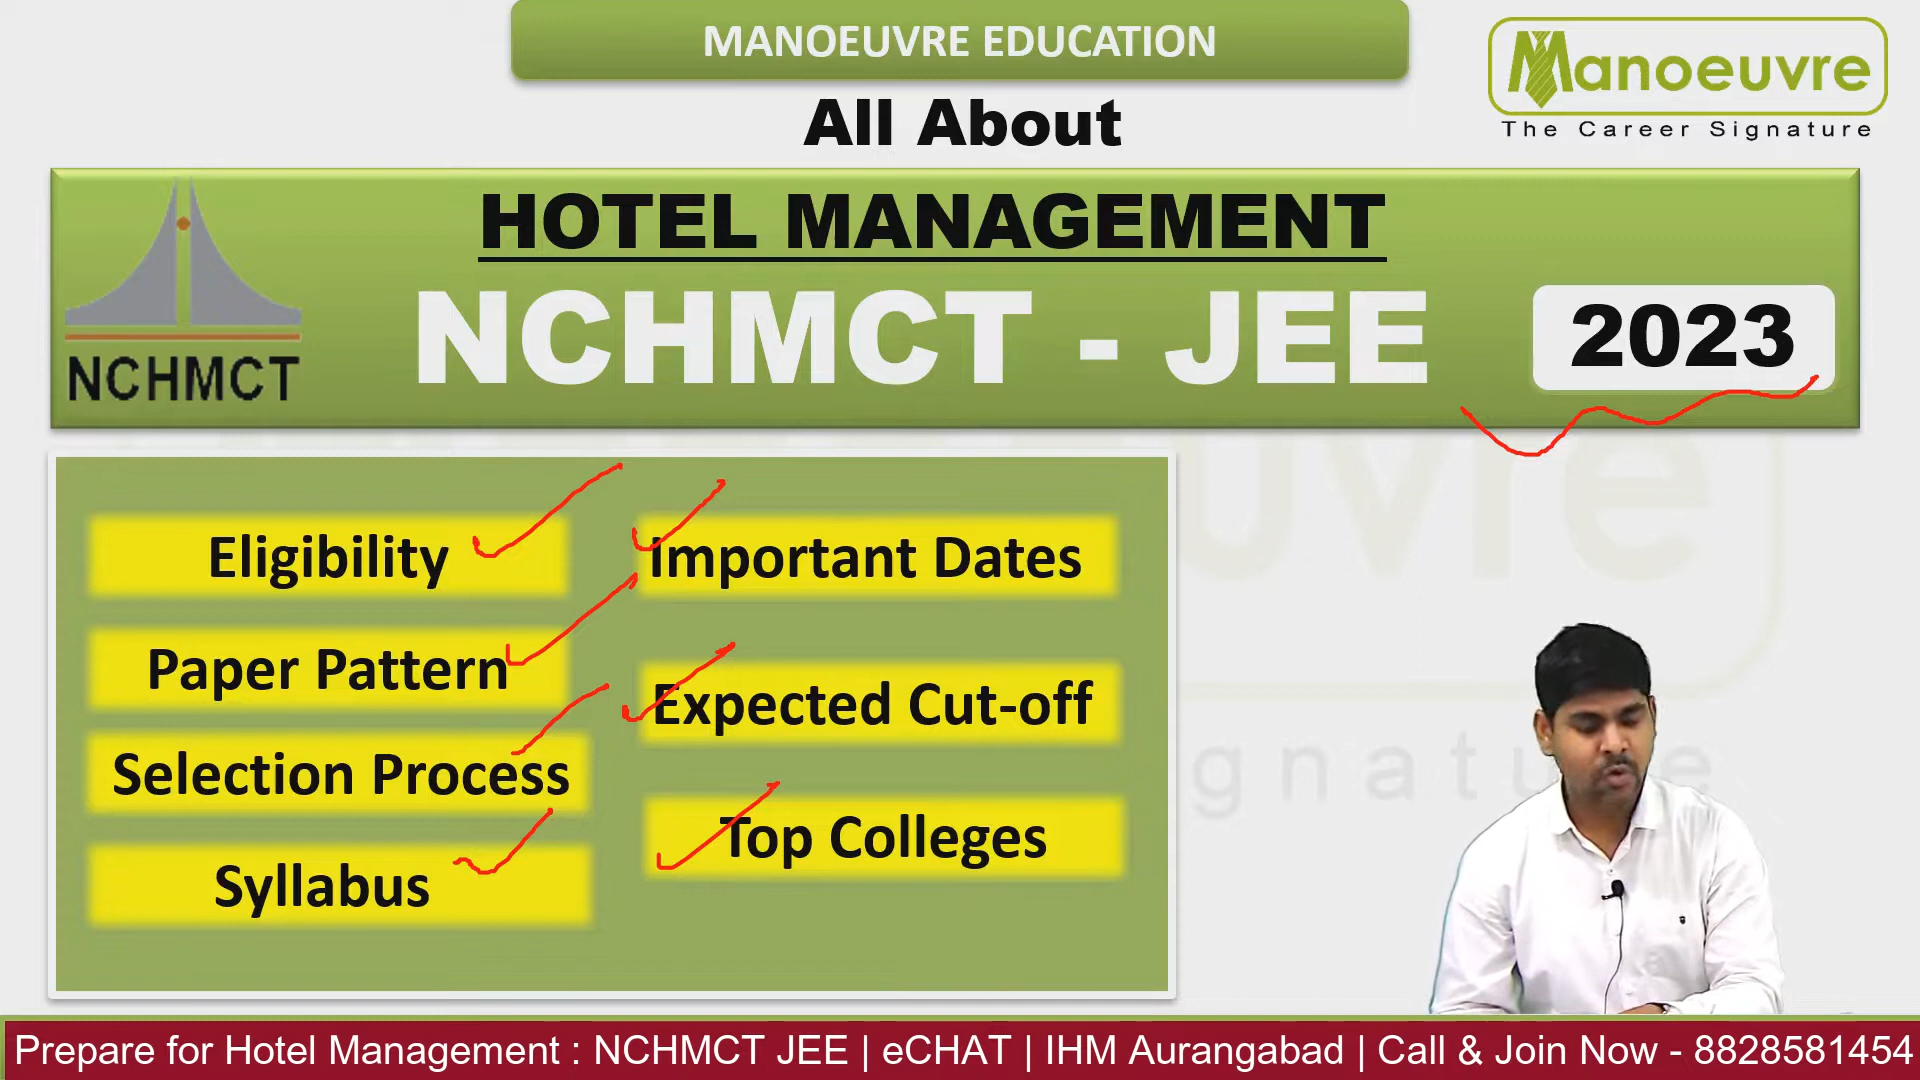 MANOEUVRE EDUCATION
Manoeuvre
The Career Signature
All About
HOTEL MANAGEMENT
NCHMCT - JEE
2023
NCHMCT
Eligibility
Important Dates
Paper Pattern
Expected Cut-off
Selection Process
Top Colleges
Syllabus
Prepare for Hotel Management : NCHMCT JEE | eCHAT | IHM Aurangabad | Call & Join Now - 8828581454